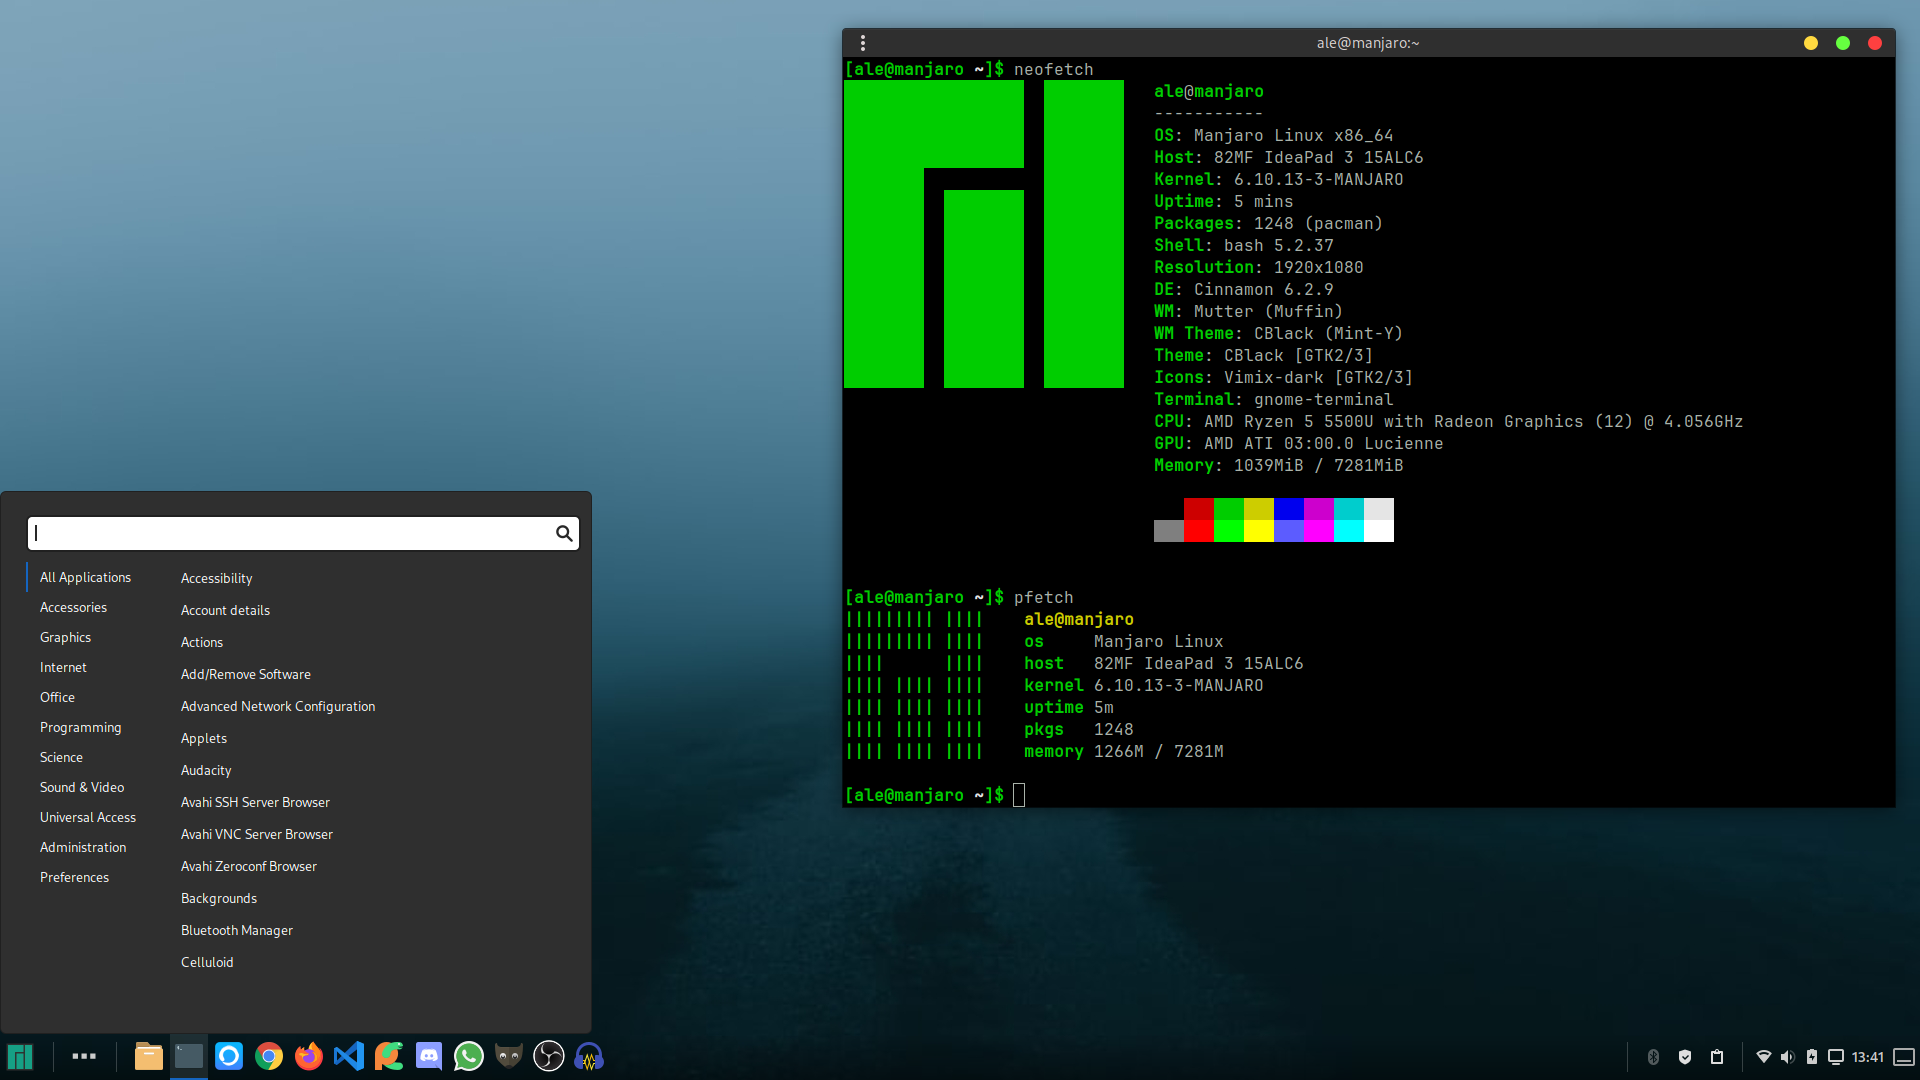 ale@manjaro:~
[ale@manjaro ~]$ neofetch
ale@manjaro
-----------
OS: Manjaro Linux x86_64
Host: 82MF IdeaPad 3 15ALC6
Kernel: 6.10.13-3-MANJARO
Uptime: 5 mins
Packages: 1248 (pacman)
Shell: bash 5.2.37
Resolution: 1920x1080
DE: Cinnamon 6.2.9
WM: Mutter (Muffin)
WM Theme: CBlack (Mint-Y)
Theme: CBlack [GTK2/3]
Icons: Vimix-dark [GTK2/3]
Terminal: gnome-terminal
CPU: AMD Ryzen 5 5500U with Radeon Graphics (12) @ 4.056GHz
GPU: AMD ATI 03:00.0 Lucienne
Memory: 1039MiB / 7281MiB
[ale@manjaro ~]$ pfetch
||||||||| |||| ale@manjaro
||||||||| |||| os Manjaro Linux
|||| |||| host 82MF IdeaPad 3 15ALC6
|||| |||| |||| kernel 6.10.13-3-MANJARO
|||| |||| |||| uptime 5m
|||| |||| |||| pkgs 1248
|||| |||| |||| memory 1266M / 7281M
[ale@manjaro ~]$
All Applications
Accessories
Graphics
Internet
Office
Programming
Science
Sound & Video
Universal Access
Administration
Preferences
Accessibility
Account details
Actions
Add/Remove Software
Advanced Network Configuration
Applets
Audacity
Avahi SSH Server Browser
Avahi VNC Server Browser
Avahi Zeroconf Browser
Backgrounds
Bluetooth Manager
Celluloid
13:41